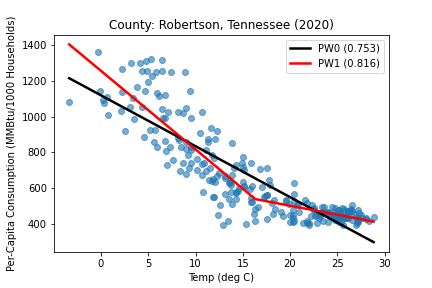 County: Robertson, Tennessee (2020)
PW0 (0.753)
PW1 (0.816)
Per-Capita Consumption (MMBtu/1000 Households)
1400
1200
1000
800
600
400
0 5 10 15 20 25 30
Temp (deg C)